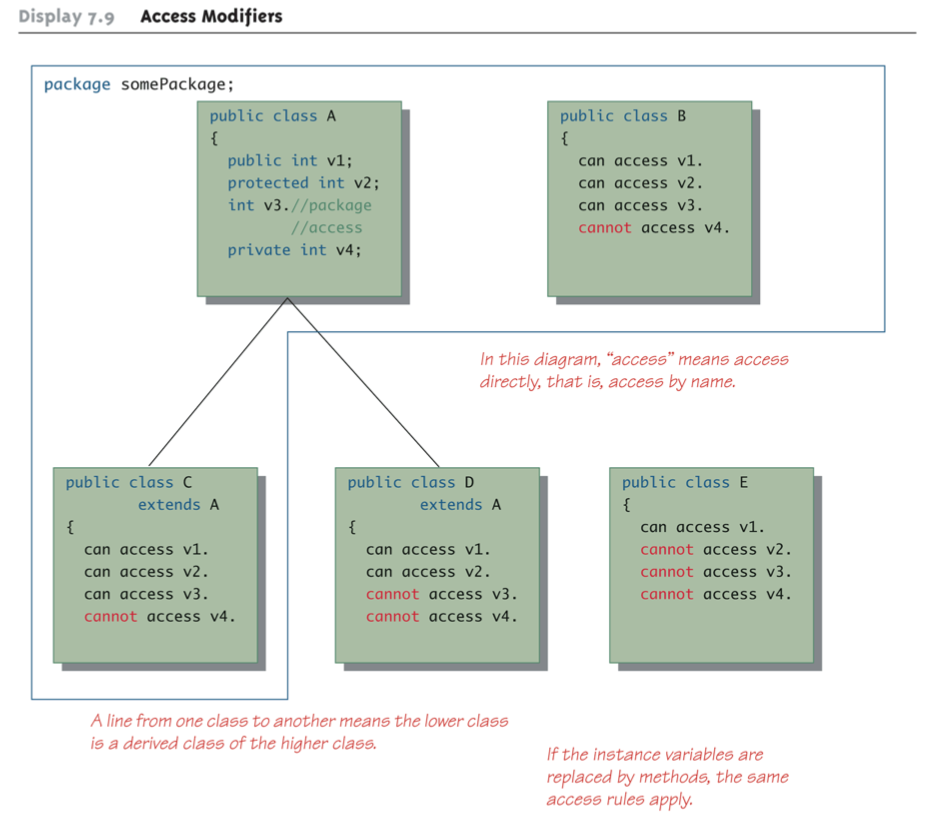 Display 7.9 Access Modifiers
package somePackage;
public class A
{
public int v1;
protected int v2;
int v3.//package
//access
private int v4;
public class B
{
can access v1.
can access v2.
can access v3.
cannot access v4.
In this diagram, “access” means access
directly, that is, access by name.
public class C
extends A
{
can access v1.
can access v2.
can access v3.
cannot access v4.
public class D
extends A
{
can access v1.
can access v2.
cannot access v3.
cannot access v4.
public class E
{
can access v1.
cannot access v2.
cannot access v3.
cannot access v4.
A line from one class to another means the lower class
is a derived class of the higher class.
If the instance variables are
replaced by methods, the same
access rules apply.